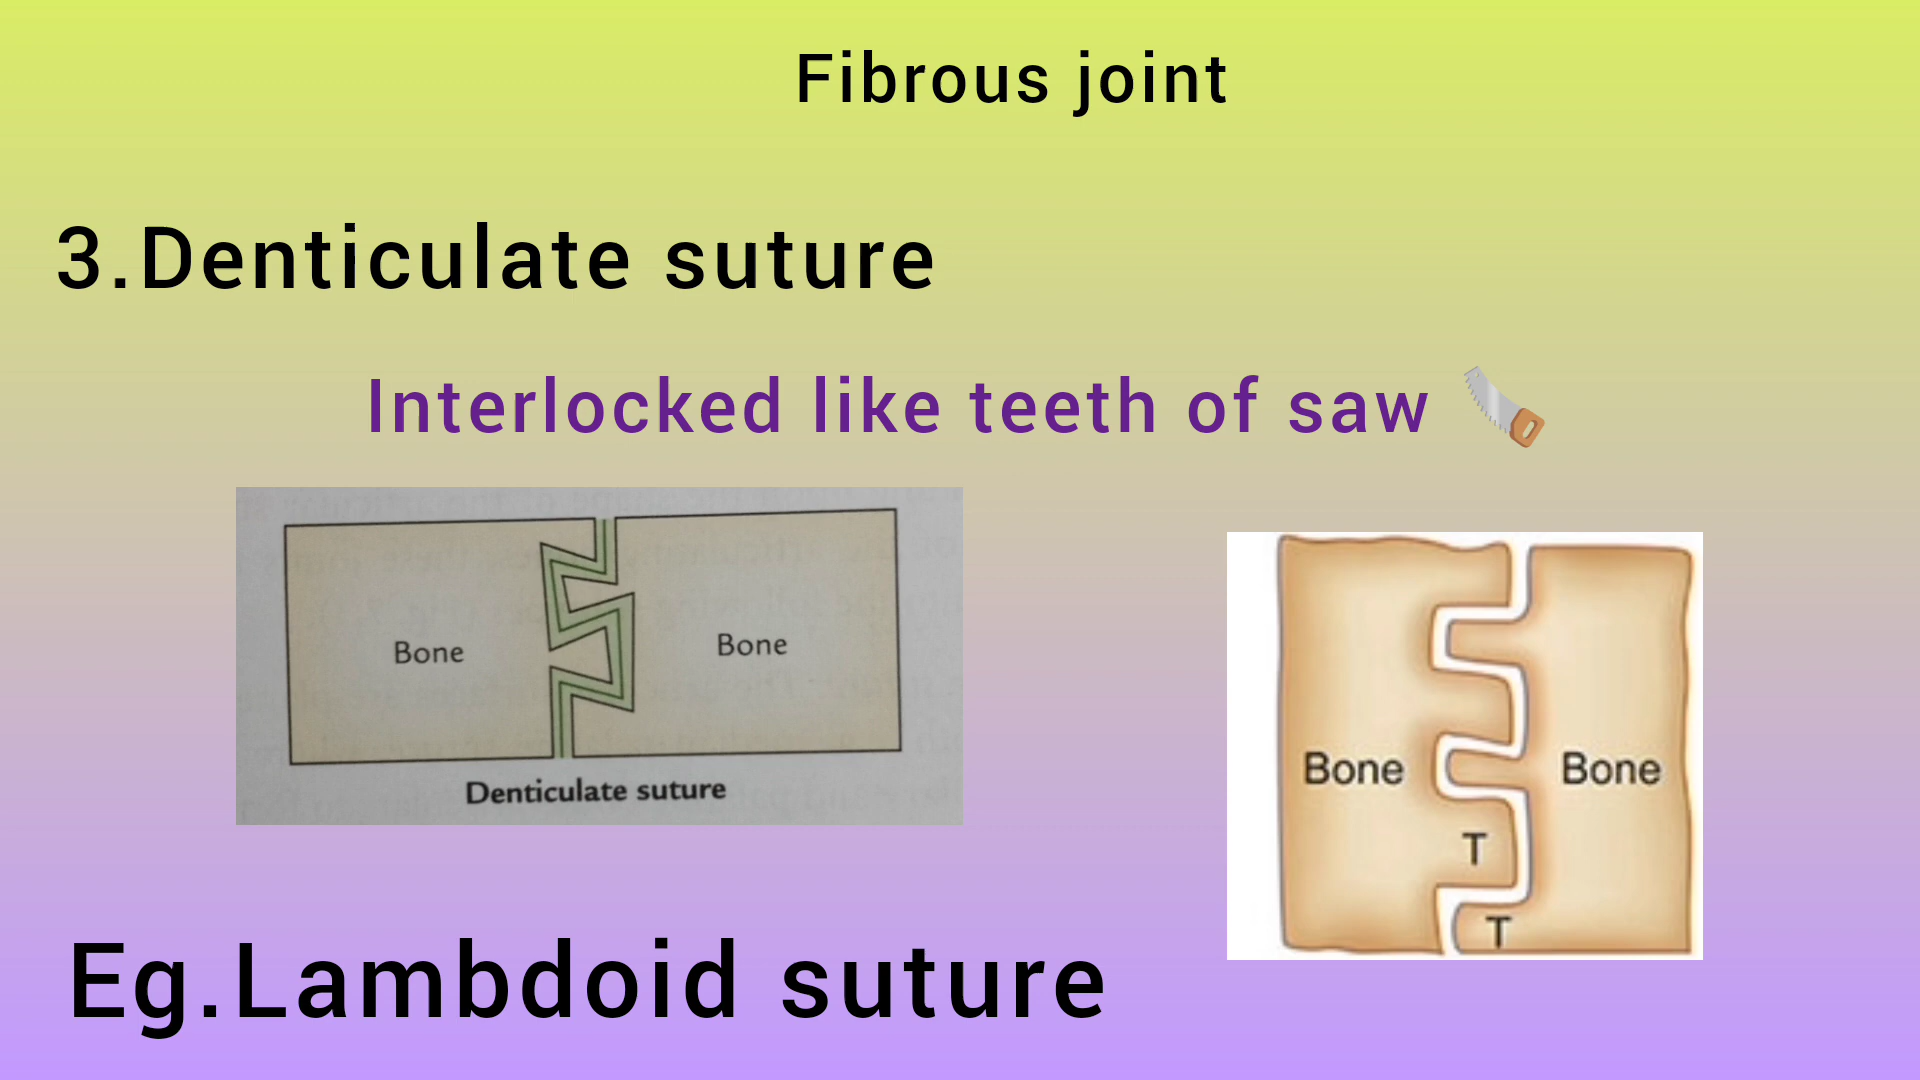 Fibrous joint
3.Denticulate suture
Interlocked like teeth of saw
Bone
Bone
Denticulate suture
Bone
Bone
T
T
Eg.Lambdoid suture